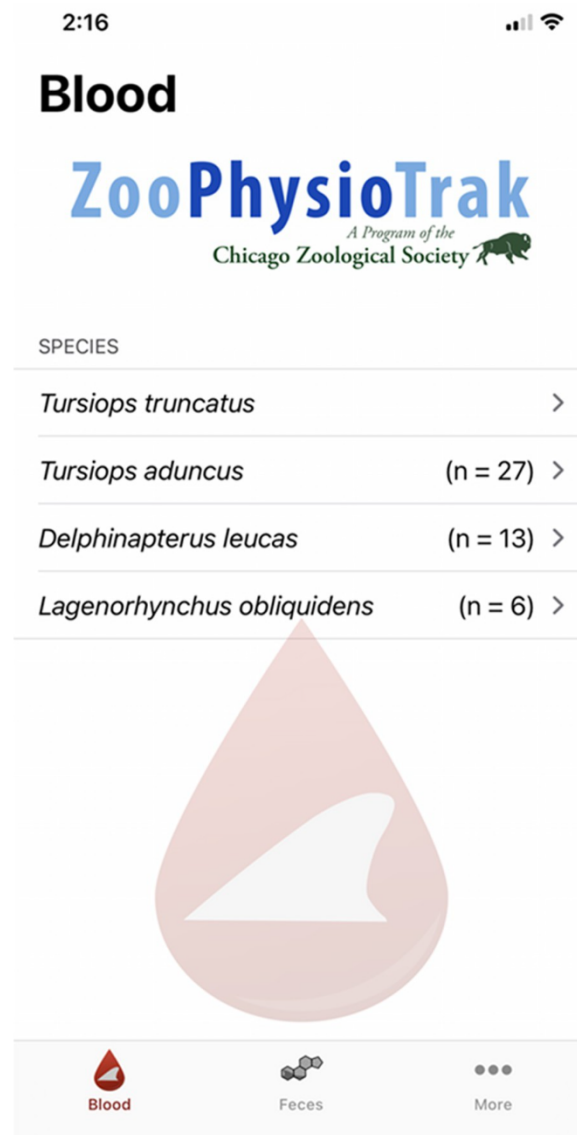 2:16
Blood
ZooPhysioTrak
A Program of the
Chicago Zoological Society
SPECIES
Tursiops truncatus
Tursiops aduncus (n = 27)
Delphinapterus leucas (n = 13)
Lagenorhynchus obliquidens (n = 6)
Blood Feces More